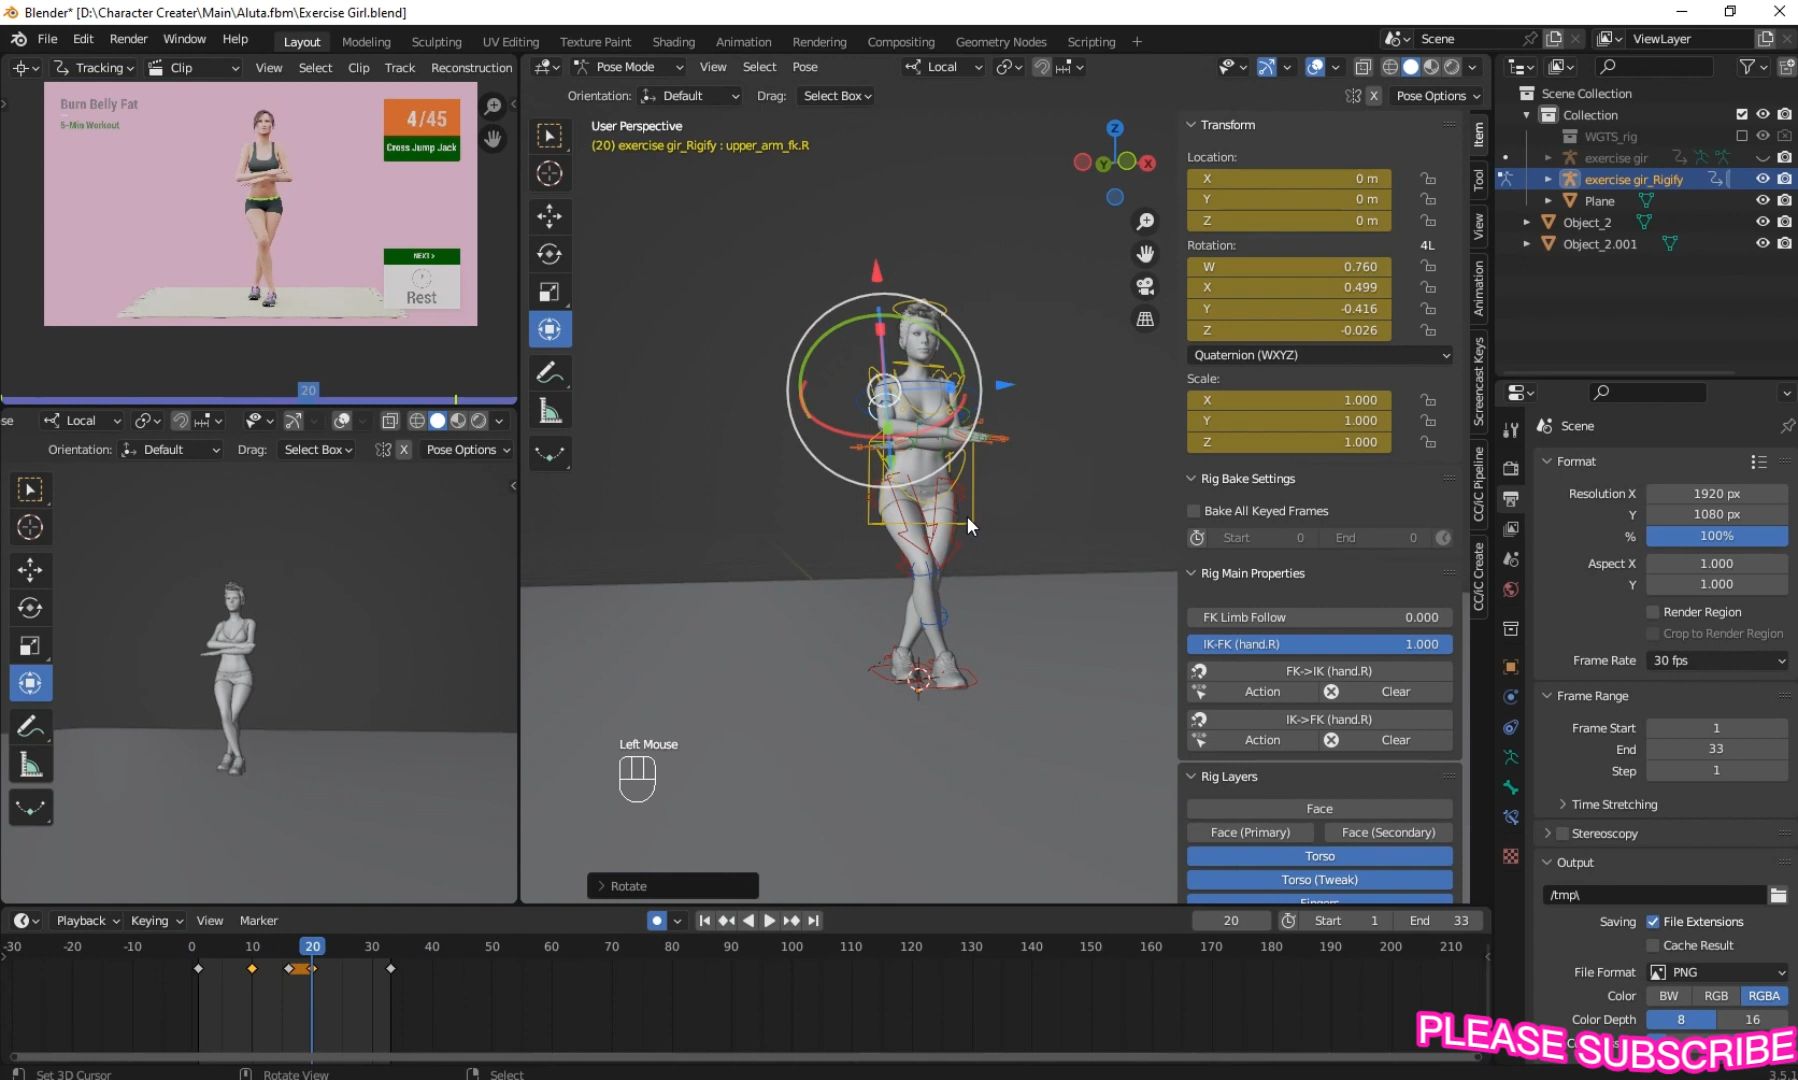 Blender* [D:\Character Creater\Main\Aluta.fbm\Exercise Girl.blend]
File Edit Render Window Help Layout Modeling Sculpting UV Editing Texture Paint Shading Animation Rendering Compositing Geometry Nodes Scripting + Scene ViewLayer
Tracking Clip View Select Clip Track Reconstruction
Pose Mode View Select Pose Local
Orientation: Default Drag: Select Box X Pose Options
Burn Belly Fat
5-Min Workout
4/45
Cross Jump Jack
NEXT >
Rest
20
User Perspective
(20) exercise gir_Rigify : upper_arm_fk.R
Z
Y
X
Transform
Location:
X 0 m
Y 0 m
Z 0 m
Rotation: 4L
W 0.760
X 0.499
Y -0.416
Z -0.026
Quaternion (WXYZ)
Scale:
X 1.000
Y 1.000
Z 1.000
Rig Bake Settings
Bake All Keyed Frames
Start 0 End 0
Rig Main Properties
FK Limb Follow 0.000
IK-FK (hand.R) 1.000
FK->IK (hand.R)
Action Clear
IK->FK (hand.R)
Action Clear
Rig Layers
Face
Face (Primary) Face (Secondary)
Torso
Torso (Tweak)
Fingers
Item
Tool
View
Animation
Screencast Keys
CC/iC Pipeline
CC/iC Create
Scene Collection
Collection
WGTS_rig
exercise gir
exercise gir_Rigify
Plane
Object_2
Object_2.001
Scene
Format
Resolution X 1920 px
Y 1080 px
% 100%
Aspect X 1.000
Y 1.000
Render Region
Crop to Render Region
Frame Rate 30 fps
Frame Range
Frame Start 1
End 33
Step 1
Time Stretching
Stereoscopy
Output
/tmp\
Saving File Extensions
Cache Result
File Format PNG
Color BW RGB RGBA
Color Depth 8 16
se Local
Orientation: Default Drag: Select Box X Pose Options
Left Mouse
Rotate
Playback Keying View Marker 20 Start 1 End 33
-30 -20 -10 0 10 20 30 40 50 60 70 80 90 100 110 120 130 140 150 160 170 180 190 200 210
PLEASE SUBSCRIBE
Set 3D Cursor Rotate View Select 3.5.1